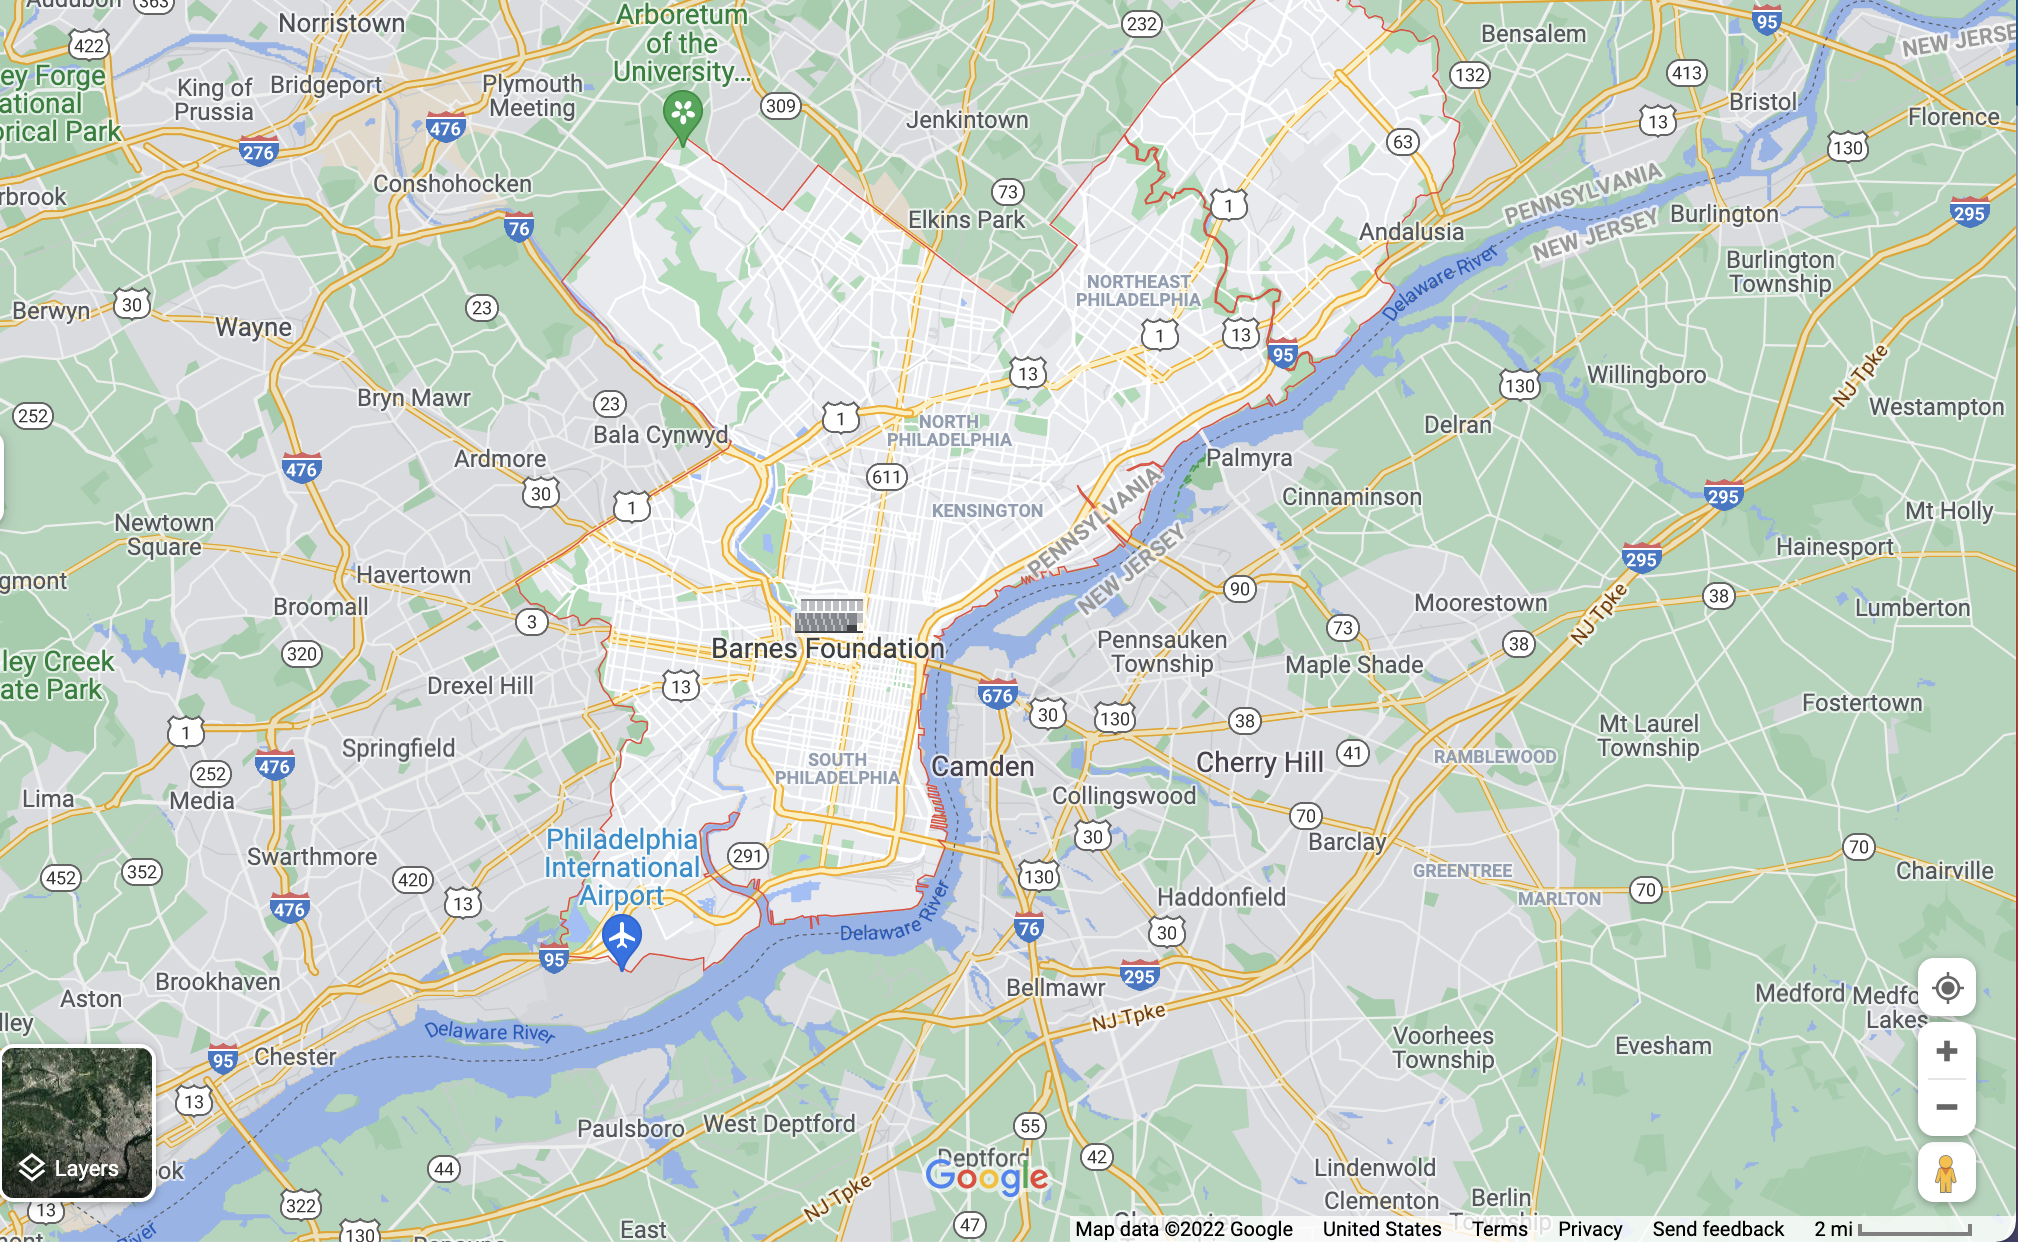 Audubon
363
Norristown
422
ey Forge
ational
orical Park
King of
Prussia
Bridgeport
Plymouth
Meeting
476
276
Arboretum
of the
University...
309
232
Jenkintown
73
Elkins Park
Bensalem
132
95
NEW JERSE
413
Bristol
13
Florence
130
63
1
Andalusia
PENNSYLVANIA
NEW JERSEY
Burlington
295
Burlington
Township
Delaware River
rbrook
Conshohocken
76
Berwyn
30
Wayne
23
NORTHEAST
PHILADELPHIA
1
13
95
13
252
Bryn Mawr
23
Bala Cynwyd
1
NORTH
PHILADELPHIA
130
Willingboro
NJ Tpke
Westampton
Delran
476
Ardmore
30
1
611
KENSINGTON
Palmyra
Cinnaminson
295
Mt Holly
PENNSYLVANIA
NEW JERSEY
Newtown
Square
gmont
Havertown
Broomall
3
320
295
Hainesport
NJ Tpke
38
Lumberton
90
Moorestown
73
38
Pennsauken
Township
Maple Shade
Barnes Foundation
ley Creek
ate Park
Drexel Hill
13
676
30
130
38
Fostertown
Mt Laurel
Township
1
Springfield
476
252
Media
Lima
SOUTH
PHILADELPHIA
Camden
Cherry Hill
41
RAMBLEWOOD
Collingswood
30
70
Barclay
Philadelphia
International
Airport
291
Swarthmore
452
352
420
13
476
130
GREENTREE
MARLTON
70
70
Chairville
Haddonfield
30
76
Delaware River
95
295
Bellmawr
Brookhaven
Aston
lley
NJ Tpke
Medford
Medfo
Lakes
Voorhees
Township
Evesham
Delaware River
95
Chester
13
Paulsboro
West Deptford
55
Deptford
42
44
Layers
ook
322
13
130
NJ Tpke
East
47
Google
Lindenwold
Clementon
Berlin
Township
River
Map data ©2022 Google
United States
Terms
Privacy
Send feedback
2 mi